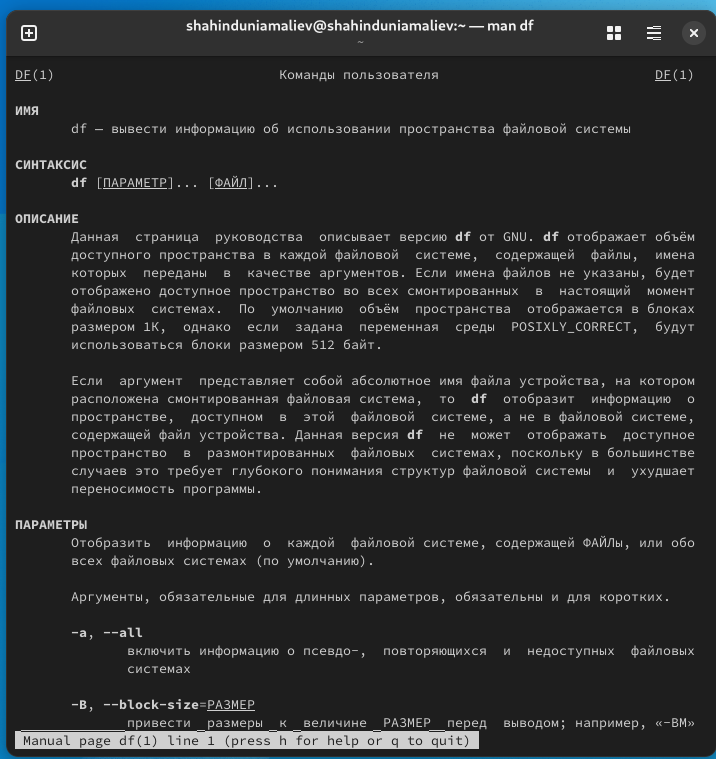 shahinduniamaliev@shahinduniamaliev:~ — man df
~
DF(1) Команды пользователя DF(1)
ИМЯ
df — вывести информацию об использовании пространства файловой системы
СИНТАКСИС
df [ПАРАМЕТР]... [ФАЙЛ]...
ОПИСАНИЕ
Данная страница руководства описывает версию df от GNU. df отображает объём
доступного пространства в каждой файловой системе, содержащей файлы, имена
которых переданы в качестве аргументов. Если имена файлов не указаны, будет
отображено доступное пространство во всех смонтированных в настоящий момент
файловых системах. По умолчанию объём пространства отображается в блоках
размером 1K, однако если задана переменная среды POSIXLY_CORRECT, будут
использоваться блоки размером 512 байт.
Если аргумент представляет собой абсолютное имя файла устройства, на котором
расположена смонтированная файловая система, то df отобразит информацию о
пространстве, доступном в этой файловой системе, а не в файловой системе,
содержащей файл устройства. Данная версия df не может отображать доступное
пространство в размонтированных файловых системах, поскольку в большинстве
случаев это требует глубокого понимания структур файловой системы и ухудшает
переносимость программы.
ПАРАМЕТРЫ
Отобразить информацию о каждой файловой системе, содержащей ФАЙЛы, или обо
всех файловых системах (по умолчанию).
Аргументы, обязательные для длинных параметров, обязательны и для коротких.
-a, --all
включить информацию о псевдо-, повторяющихся и недоступных файловых
системах
-B, --block-size=РАЗМЕР
привести размеры к величине РАЗМЕР перед выводом; например, «-BM»
Manual page df(1) line 1 (press h for help or q to quit)